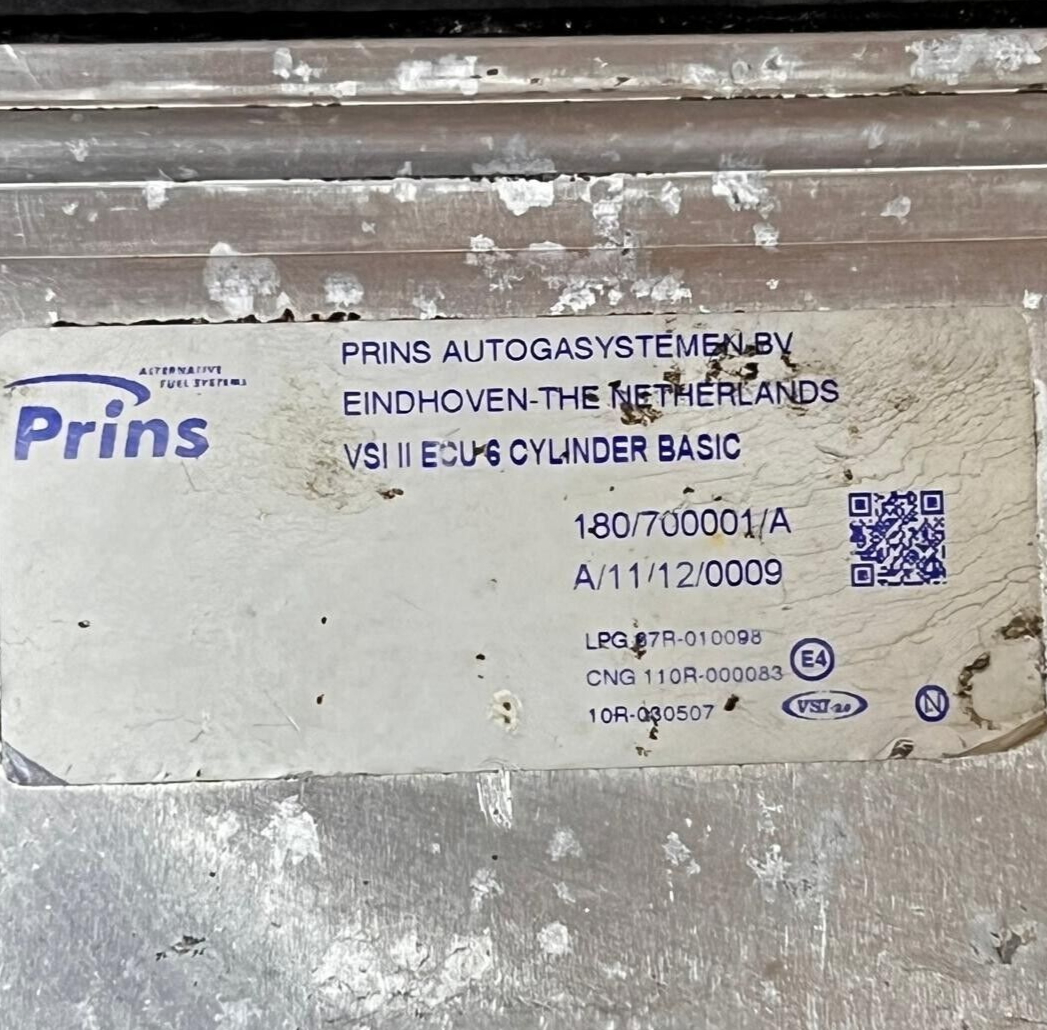 ALTERNATIVE
FUEL SYSTEMS
Prins
PRINS AUTOGASYSTEMEN BV
EINDHOVEN-THE NETHERLANDS
VSI II ECU 6 CYLINDER BASIC
180/700001/A
A/11/12/0009
LPG 67R-010098
CNG 110R-000083
E4
10R-030507
VSI-2.0
N